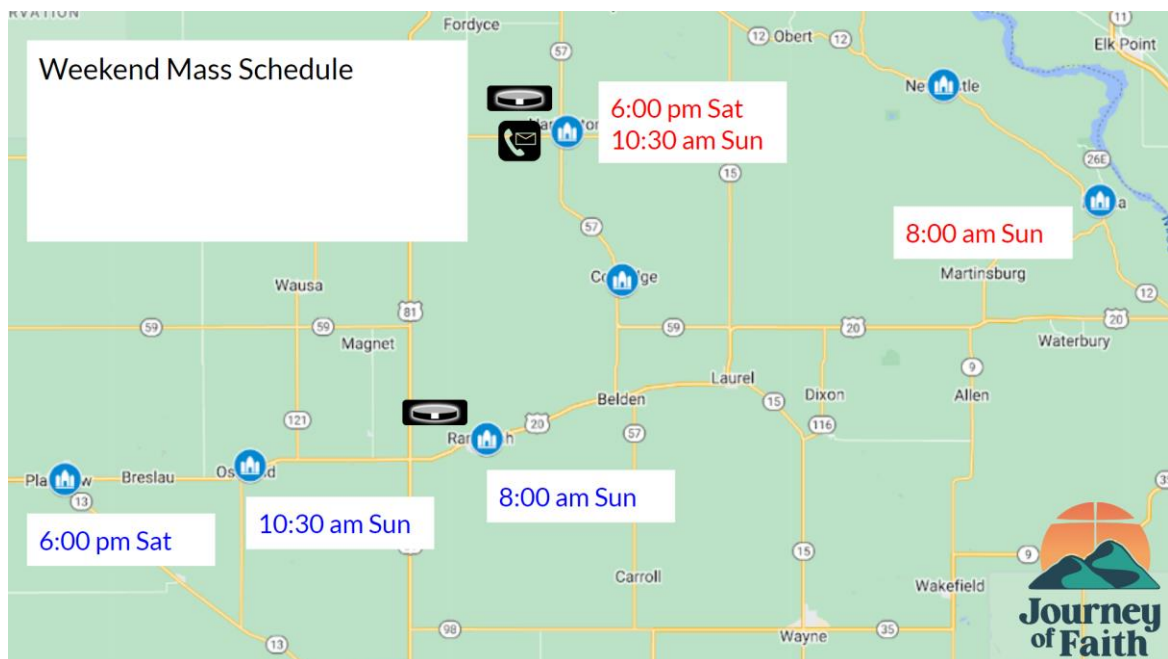 RVATION
Fordyce
57
12
Obert
12
11
Elk Point
Weekend Mass Schedule
6:00 pm Sat
10:30 am Sun
15
26E
57
8:00 am Sun
Martinsburg
Wausa
81
12
59
59
59
20
20
Magnet
Waterbury
9
Laurel
Belden
Dixon
Allen
15
121
20
57
116
Breslau
13
35
8:00 am Sun
10:30 am Sun
6:00 pm Sat
15
9
Carroll
Wakefield
98
35
Wayne
13
Journey
of Faith